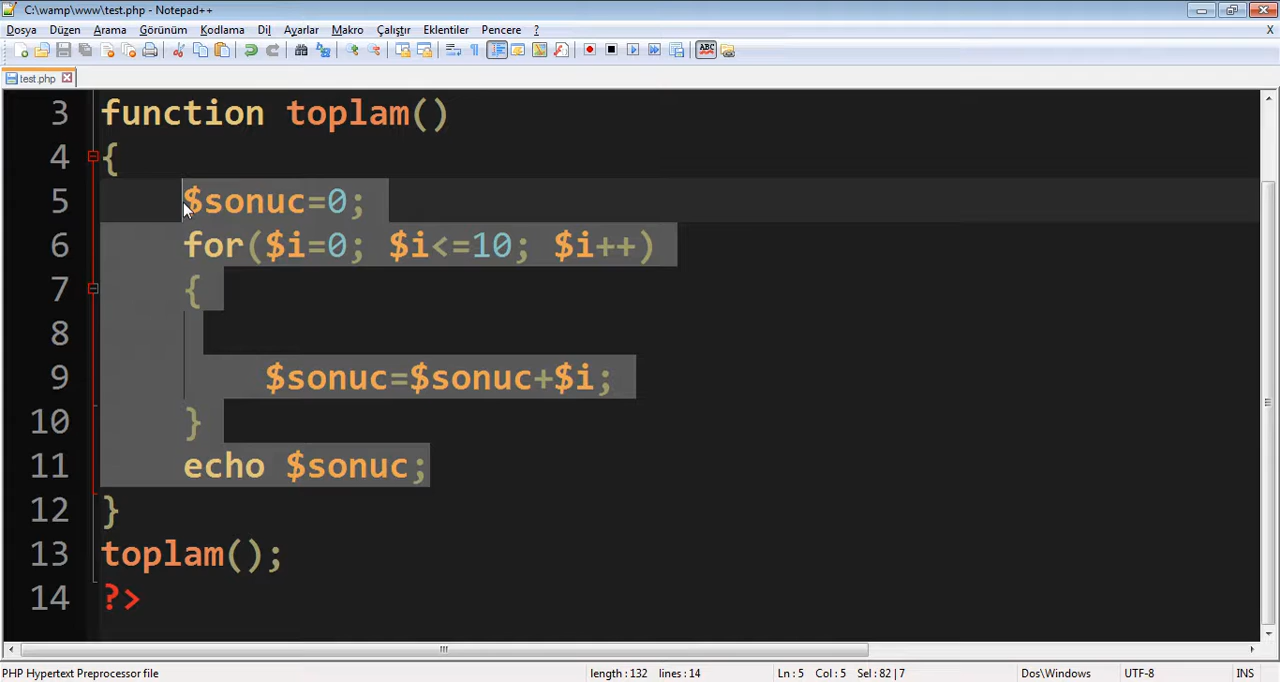 C:\wamp\www\test.php - Notepad++
Dosya Düzen Arama Görünüm Kodlama Dil Ayarlar Makro Çalıştır Eklentiler Pencere ? X
ABC
test.php
3 function toplam()
4 {
5 $sonuc=0;
6 for($i=0; $i<=10; $i++)
7 {
8
9 $sonuc=$sonuc+$i;
10 }
11 echo $sonuc;
12 }
13 toplam();
14 ?>
PHP Hypertext Preprocessor file length : 132 lines : 14 Ln : 5 Col : 5 Sel : 82 | 7 Dos\Windows UTF-8 INS